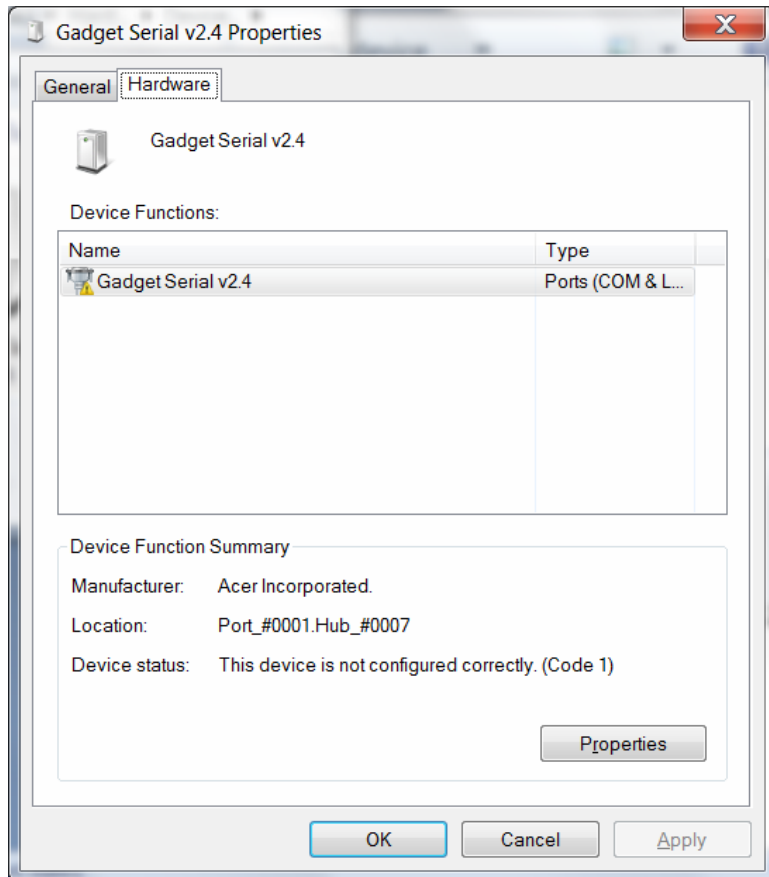 Gadget Serial v2.4 Properties
General Hardware
Gadget Serial v2.4
Device Functions:
Name Type
Gadget Serial v2.4 Ports (COM & L...
Device Function Summary
Manufacturer: Acer Incorporated.
Location: Port_#0001.Hub_#0007
Device status: This device is not configured correctly. (Code 1)
Properties
OK Cancel Apply